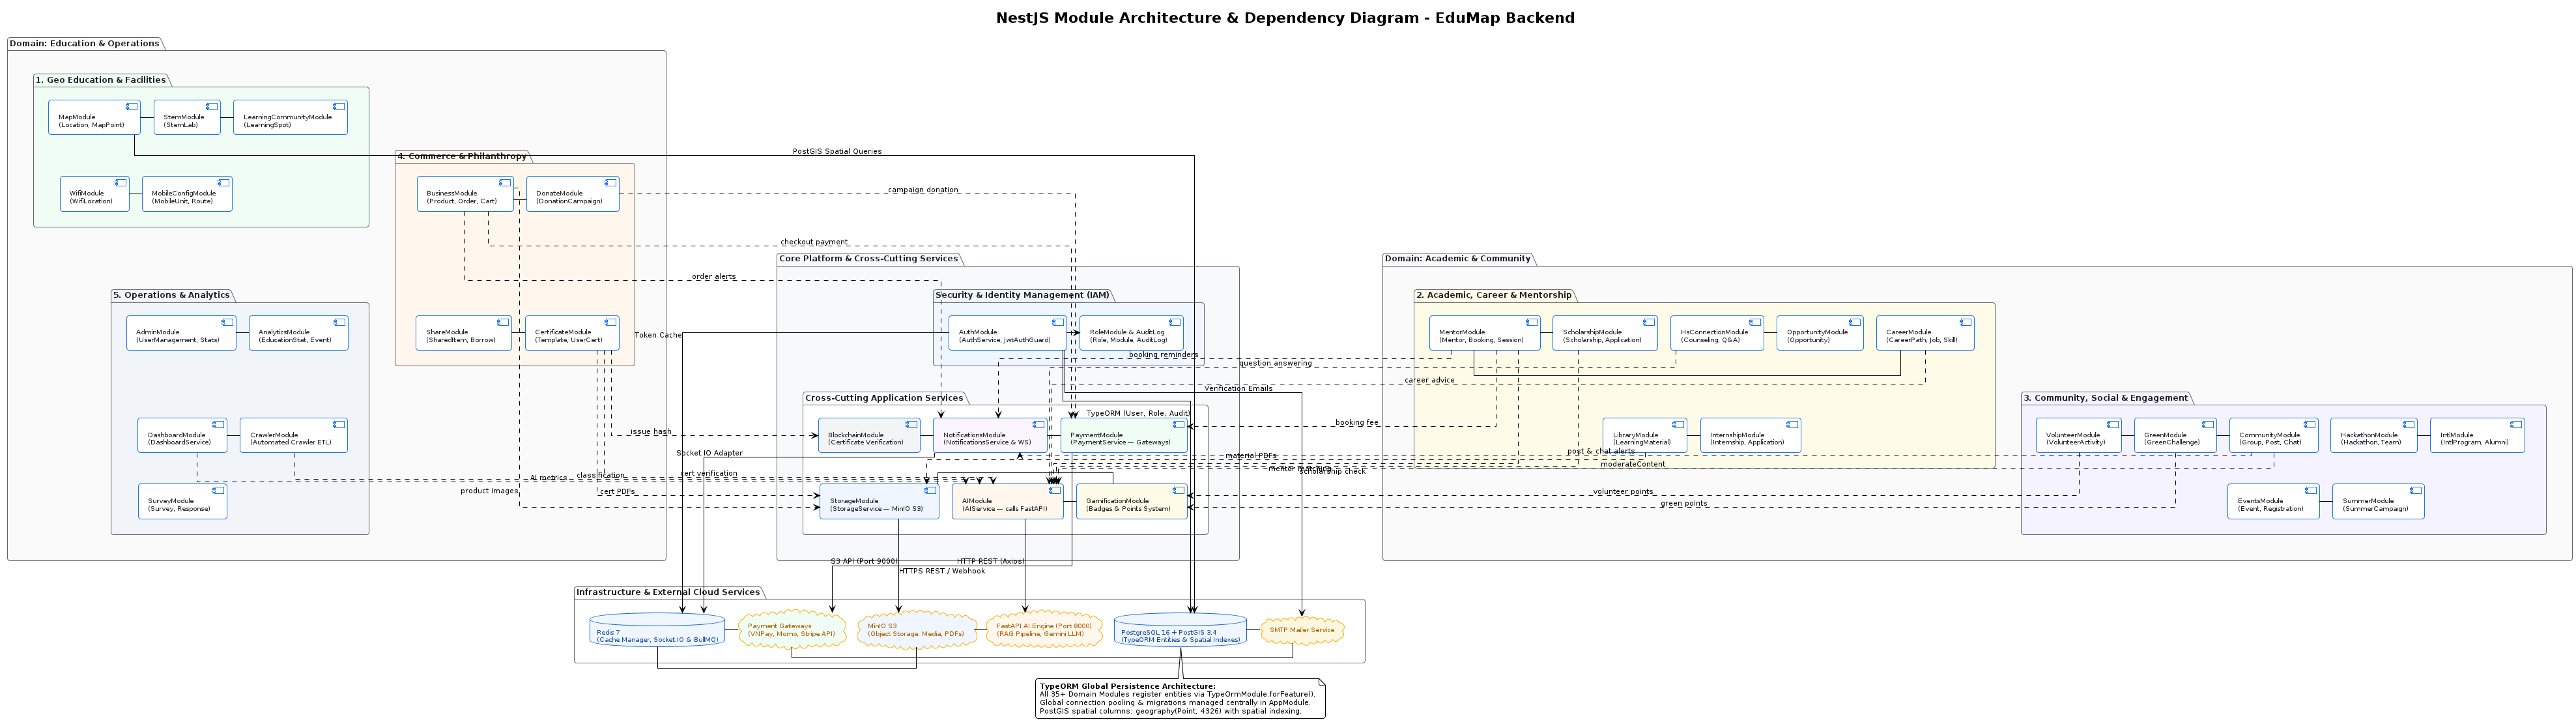 NestJS Module Architecture & Dependency Diagram - EduMap Backend
Domain: Education & Operations
1. Geo Education & Facilities
MapModule
(Location, MapPoint)
StemModule
(StemLab)
LearningCommunityModule
(LearningSpot)
WifiModule
(WifiLocation)
MobileConfigModule
(MobileUnit, Route)
4. Commerce & Philanthropy
BusinessModule
(Product, Order, Cart)
DonateModule
(DonationCampaign)
ShareModule
(SharedItem, Borrow)
CertificateModule
(Template, UserCert)
5. Operations & Analytics
AdminModule
(UserManagement, Stats)
AnalyticsModule
(EducationStat, Event)
DashboardModule
(DashboardService)
CrawlerModule
(Automated Crawler ETL)
SurveyModule
(Survey, Response)
PostGIS Spatial Queries
campaign donation
checkout payment
order alerts
Token Cache
issue hash
Socket.IO Adapter
classification
cert verification
AI metrics
product images
cert PDFs
Core Platform & Cross-Cutting Services
Security & Identity Management (IAM)
AuthModule
(AuthService, JwtAuthGuard)
RoleModule & AuditLog
(Role, Module, AuditLog)
booking reminders
question answering
career advice
Verification Emails
TypeORM (User, Role, Audit)
Cross-Cutting Application Services
BlockchainModule
(Certificate Verification)
NotificationsModule
(NotificationsService & WS)
PaymentModule
(PaymentService — Gateways)
StorageModule
(StorageService — MinIO S3)
AIModule
(AIService — calls FastAPI)
GamificationModule
(Badges & Points System)
booking fee
material PDFs
mentor matching
scholarship check
post & chat alerts
moderateContent
volunteer points
green points
Domain: Academic & Community
2. Academic, Career & Mentorship
MentorModule
(Mentor, Booking, Session)
ScholarshipModule
(Scholarship, Application)
HsConnectionModule
(Counseling, Q&A)
OpportunityModule
(Opportunity)
CareerModule
(CareerPath, Job, Skill)
LibraryModule
(LearningMaterial)
InternshipModule
(Internship, Application)
3. Community, Social & Engagement
VolunteerModule
(VolunteerActivity)
GreenModule
(GreenChallenge)
CommunityModule
(Group, Post, Chat)
HackathonModule
(Hackathon, Team)
IntlModule
(IntlProgram, Alumni)
EventsModule
(Event, Registration)
SummerModule
(SummerCampaign)
S3 API (Port 9000)
HTTP REST (Axios)
HTTPS REST / Webhook
Infrastructure & External Cloud Services
Redis 7
(Cache Manager, Socket.IO & BullMQ)
Payment Gateways
(VNPay, Momo, Stripe API)
MinIO S3
(Object Storage: Media, PDFs)
FastAPI AI Engine (Port 8000)
(RAG Pipeline, Gemini LLM)
PostgreSQL 16 + PostGIS 3.4
(TypeORM Entities & Spatial Indexes)
SMTP Mailer Service
TypeORM Global Persistence Architecture:
All 35+ Domain Modules register entities via TypeOrmModule.forFeature().
Global connection pooling & migrations managed centrally in AppModule.
PostGIS spatial columns: geography(Point, 4326) with spatial indexing.